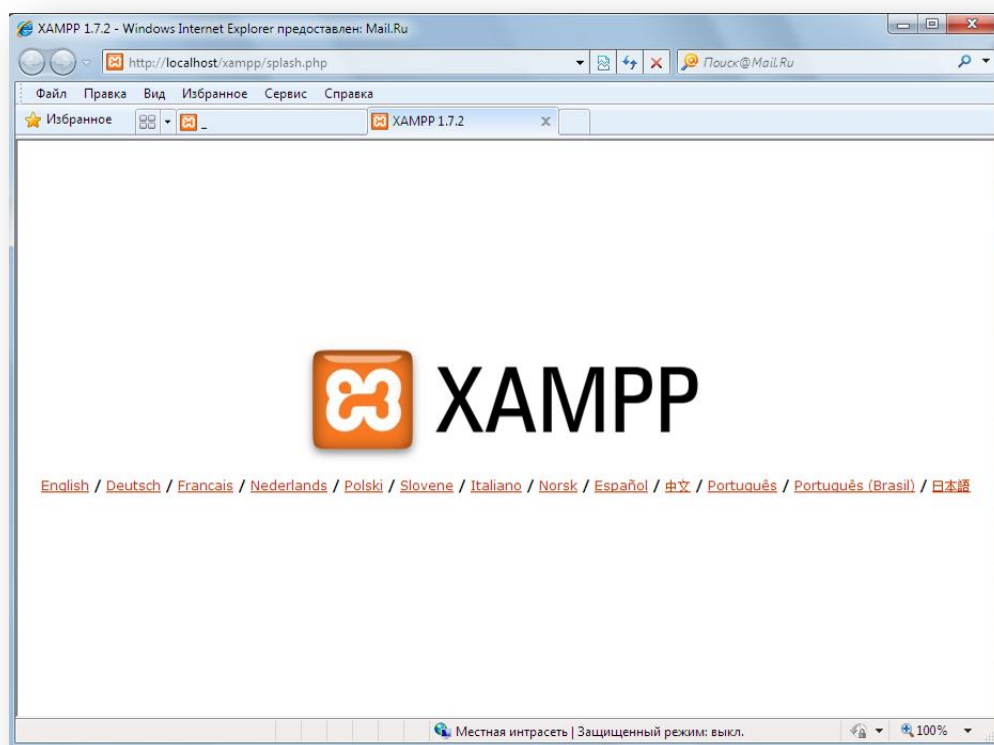 XAMPP 1.7.2 - Windows Internet Explorer предоставлен: Mail.Ru
http://localhost/xampp/splash.php
Поиск@Mail.Ru
Файл Правка Вид Избранное Сервис Справка
Избранное _ XAMPP 1.7.2
XAMPP
English / Deutsch / Francais / Nederlands / Polski / Slovene / Italiano / Norsk / Español / 中文 / Português / Português (Brasil) / 日本語
Местная интрасеть | Защищенный режим: выкл. 100%